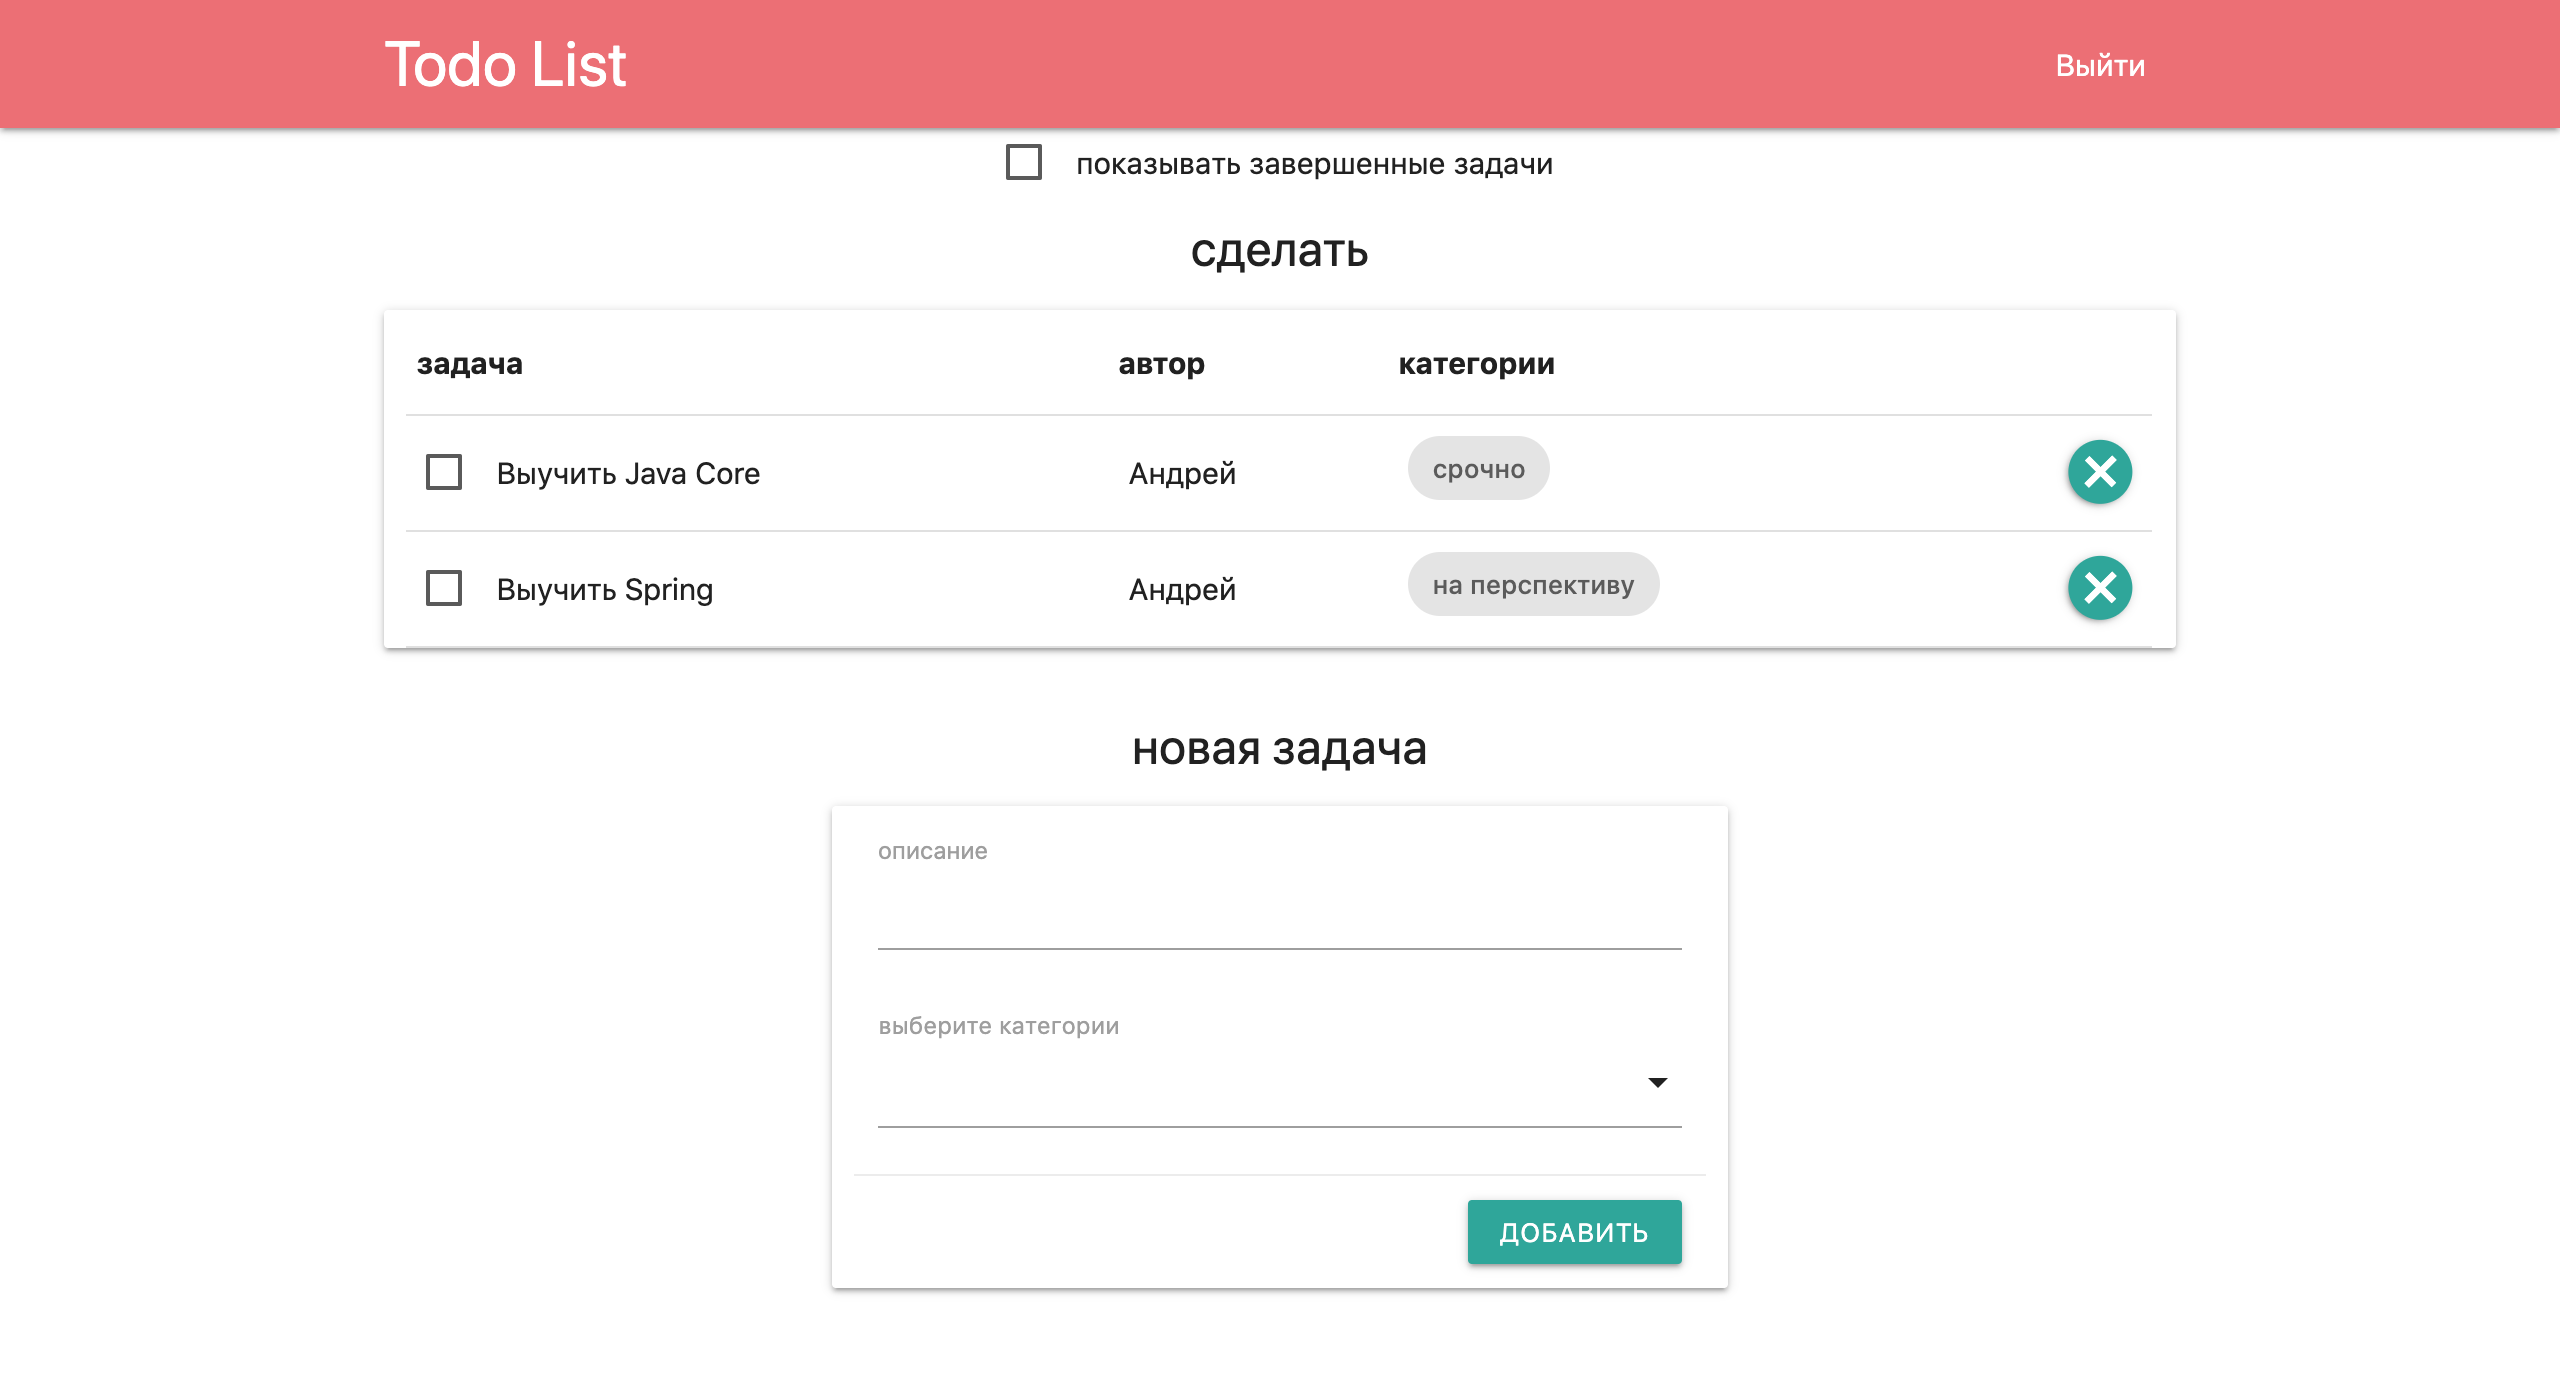 Todo List Выйти
показывать завершенные задачи
сделать
задача автор категории
Выучить Java Core Андрей срочно
Выучить Spring Андрей на перспективу
новая задача
описание
выберите категории
ДОБАВИТЬ